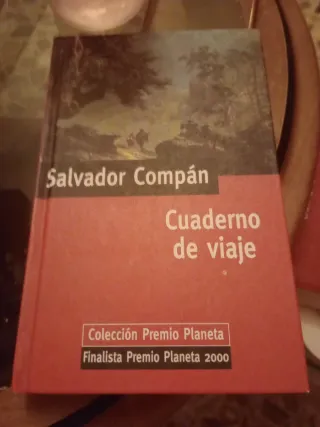 Salvador Compán
Cuaderno
de viaje
Colección Premio Planeta
Finalista Premio Planeta 2000